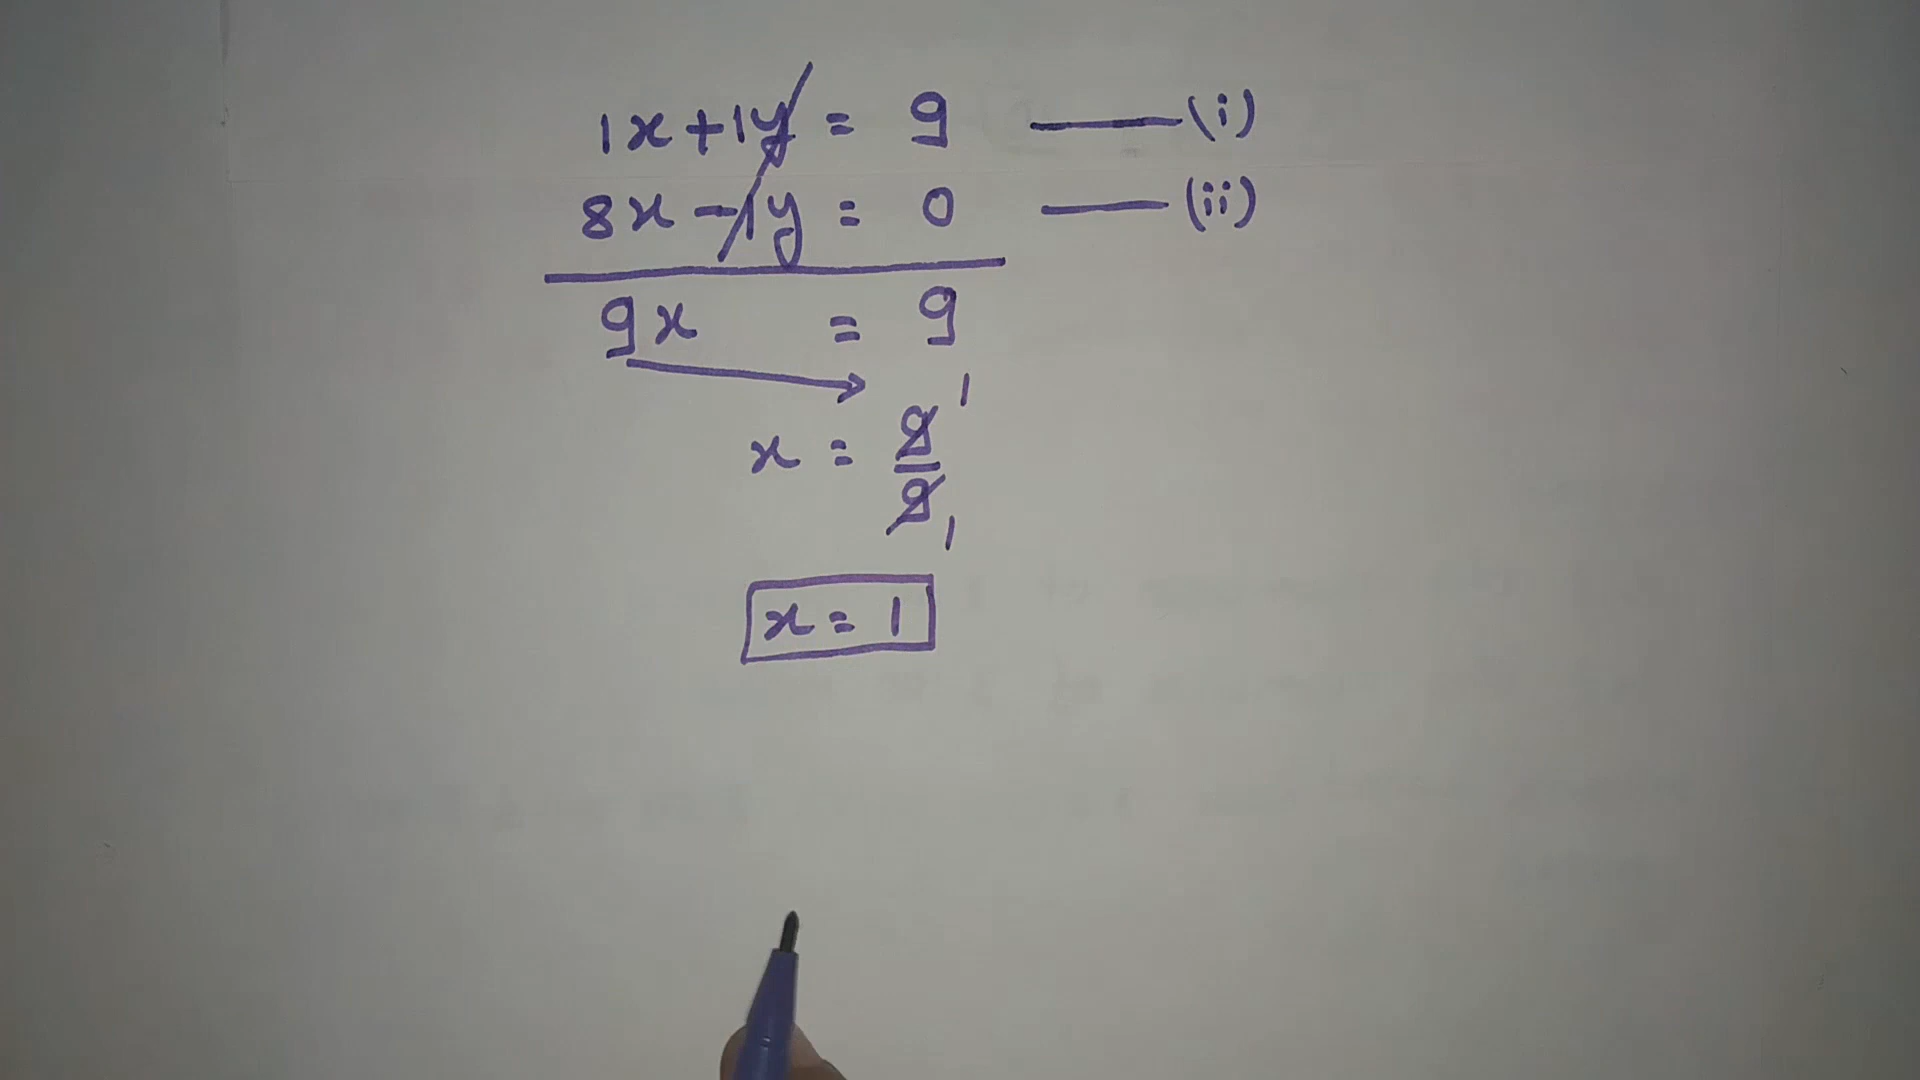 1x+1y = 9 ——— (i)
8x-1y = 0 ——— (ii)
9x = 9
x = 9/9 1 1
x = 1